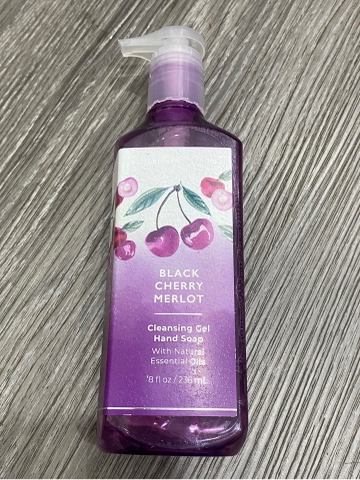 BLACK
CHERRY
MERLOT
Cleansing Gel
Hand Soap
With Natural
Essential Oils
8 fl oz / 236 mL